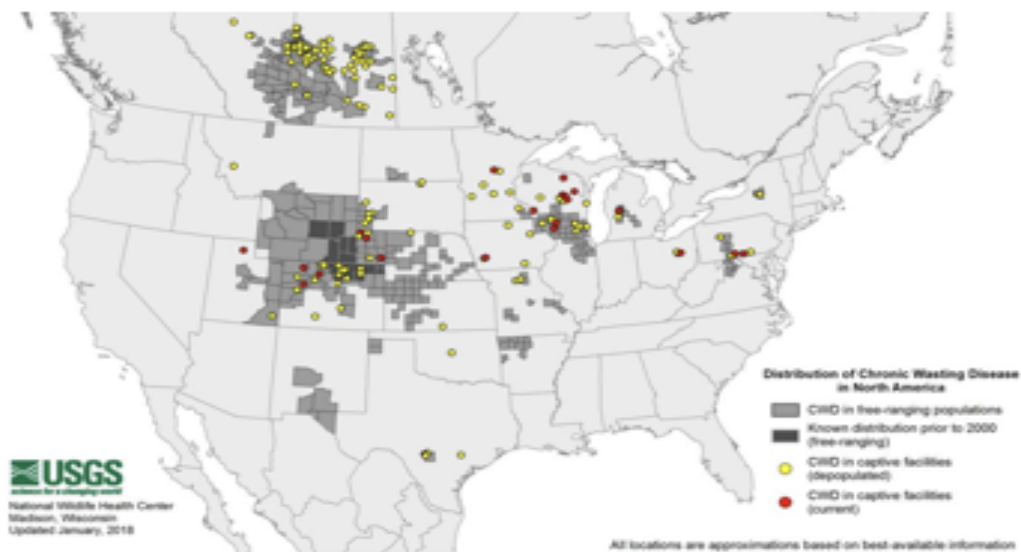 Distribution of Chronic Wasting Disease
in North America
CWD in free-ranging populations
Known distribution prior to 2000
(free-ranging)
CWD in captive facilities
(depopulated)
CWD in captive facilities
(current)
USGS
science for a changing world
National Wildlife Health Center
Madison, Wisconsin
Updated January, 2018
All locations are approximations based on best-available information